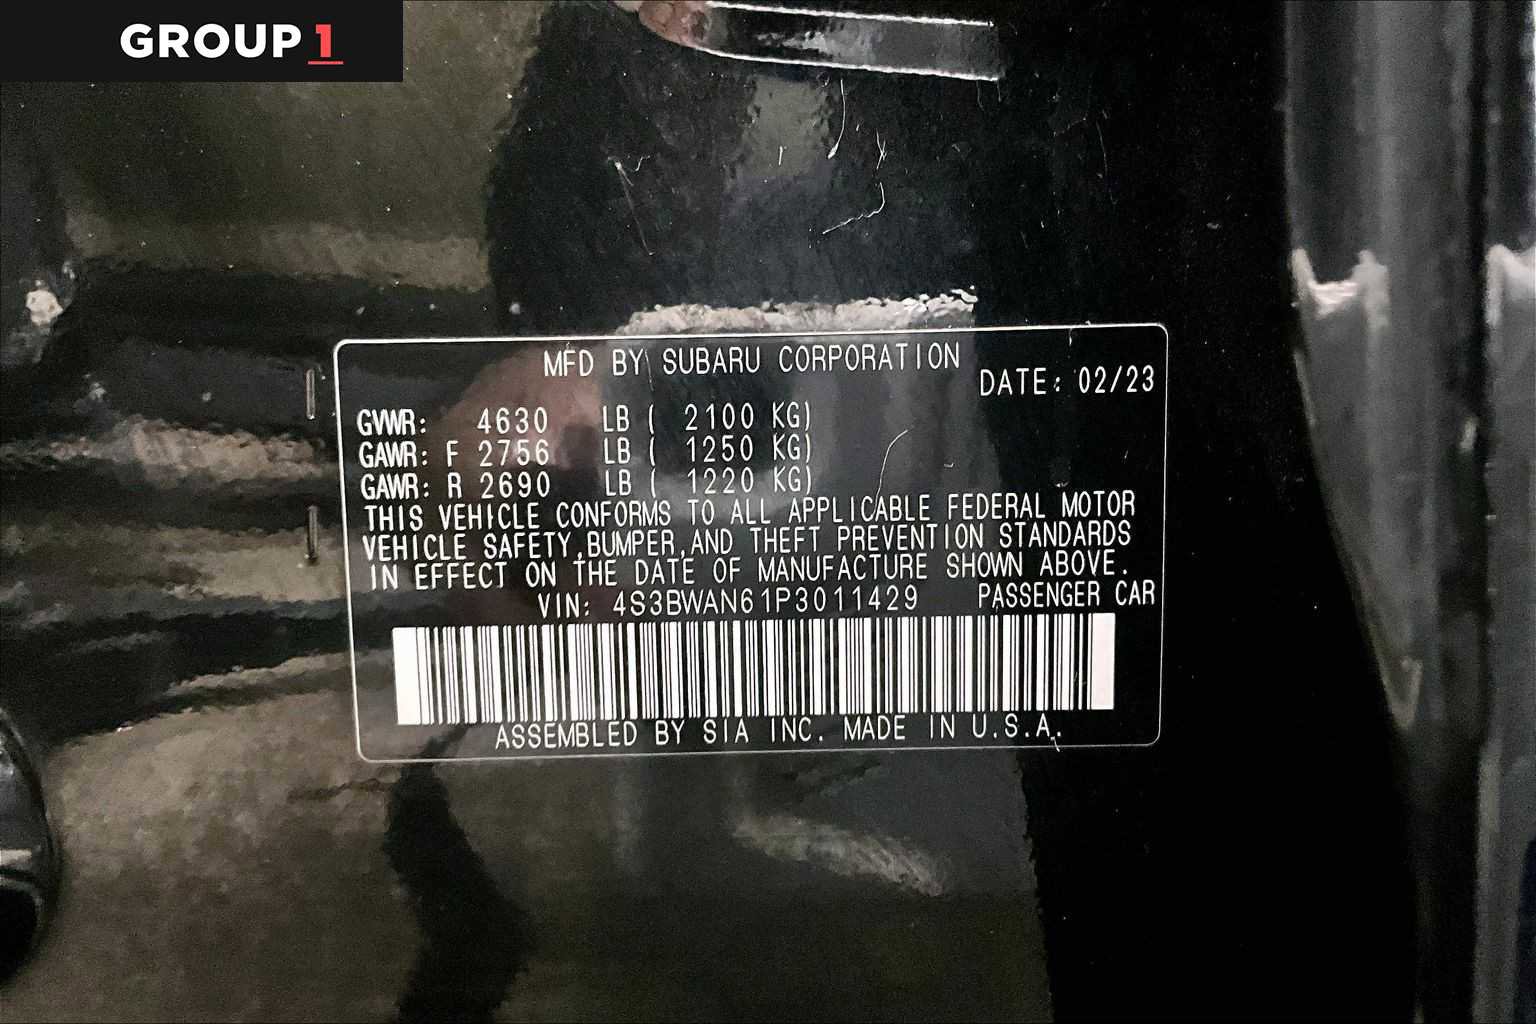 GROUP 1
MFD BY SUBARU CORPORATION
DATE: 02/23
GVWR: 4630 LB ( 2100 KG)
GAWR: F 2756 LB ( 1250 KG)
GAWR: R 2690 LB ( 1220 KG)
THIS VEHICLE CONFORMS TO ALL APPLICABLE FEDERAL MOTOR
VEHICLE SAFETY,BUMPER,AND THEFT PREVENTION STANDARDS
IN EFFECT ON THE DATE OF MANUFACTURE SHOWN ABOVE.
VIN: 4S3BWAN61P3011429 PASSENGER CAR
ASSEMBLED BY SIA INC. MADE IN U.S.A.